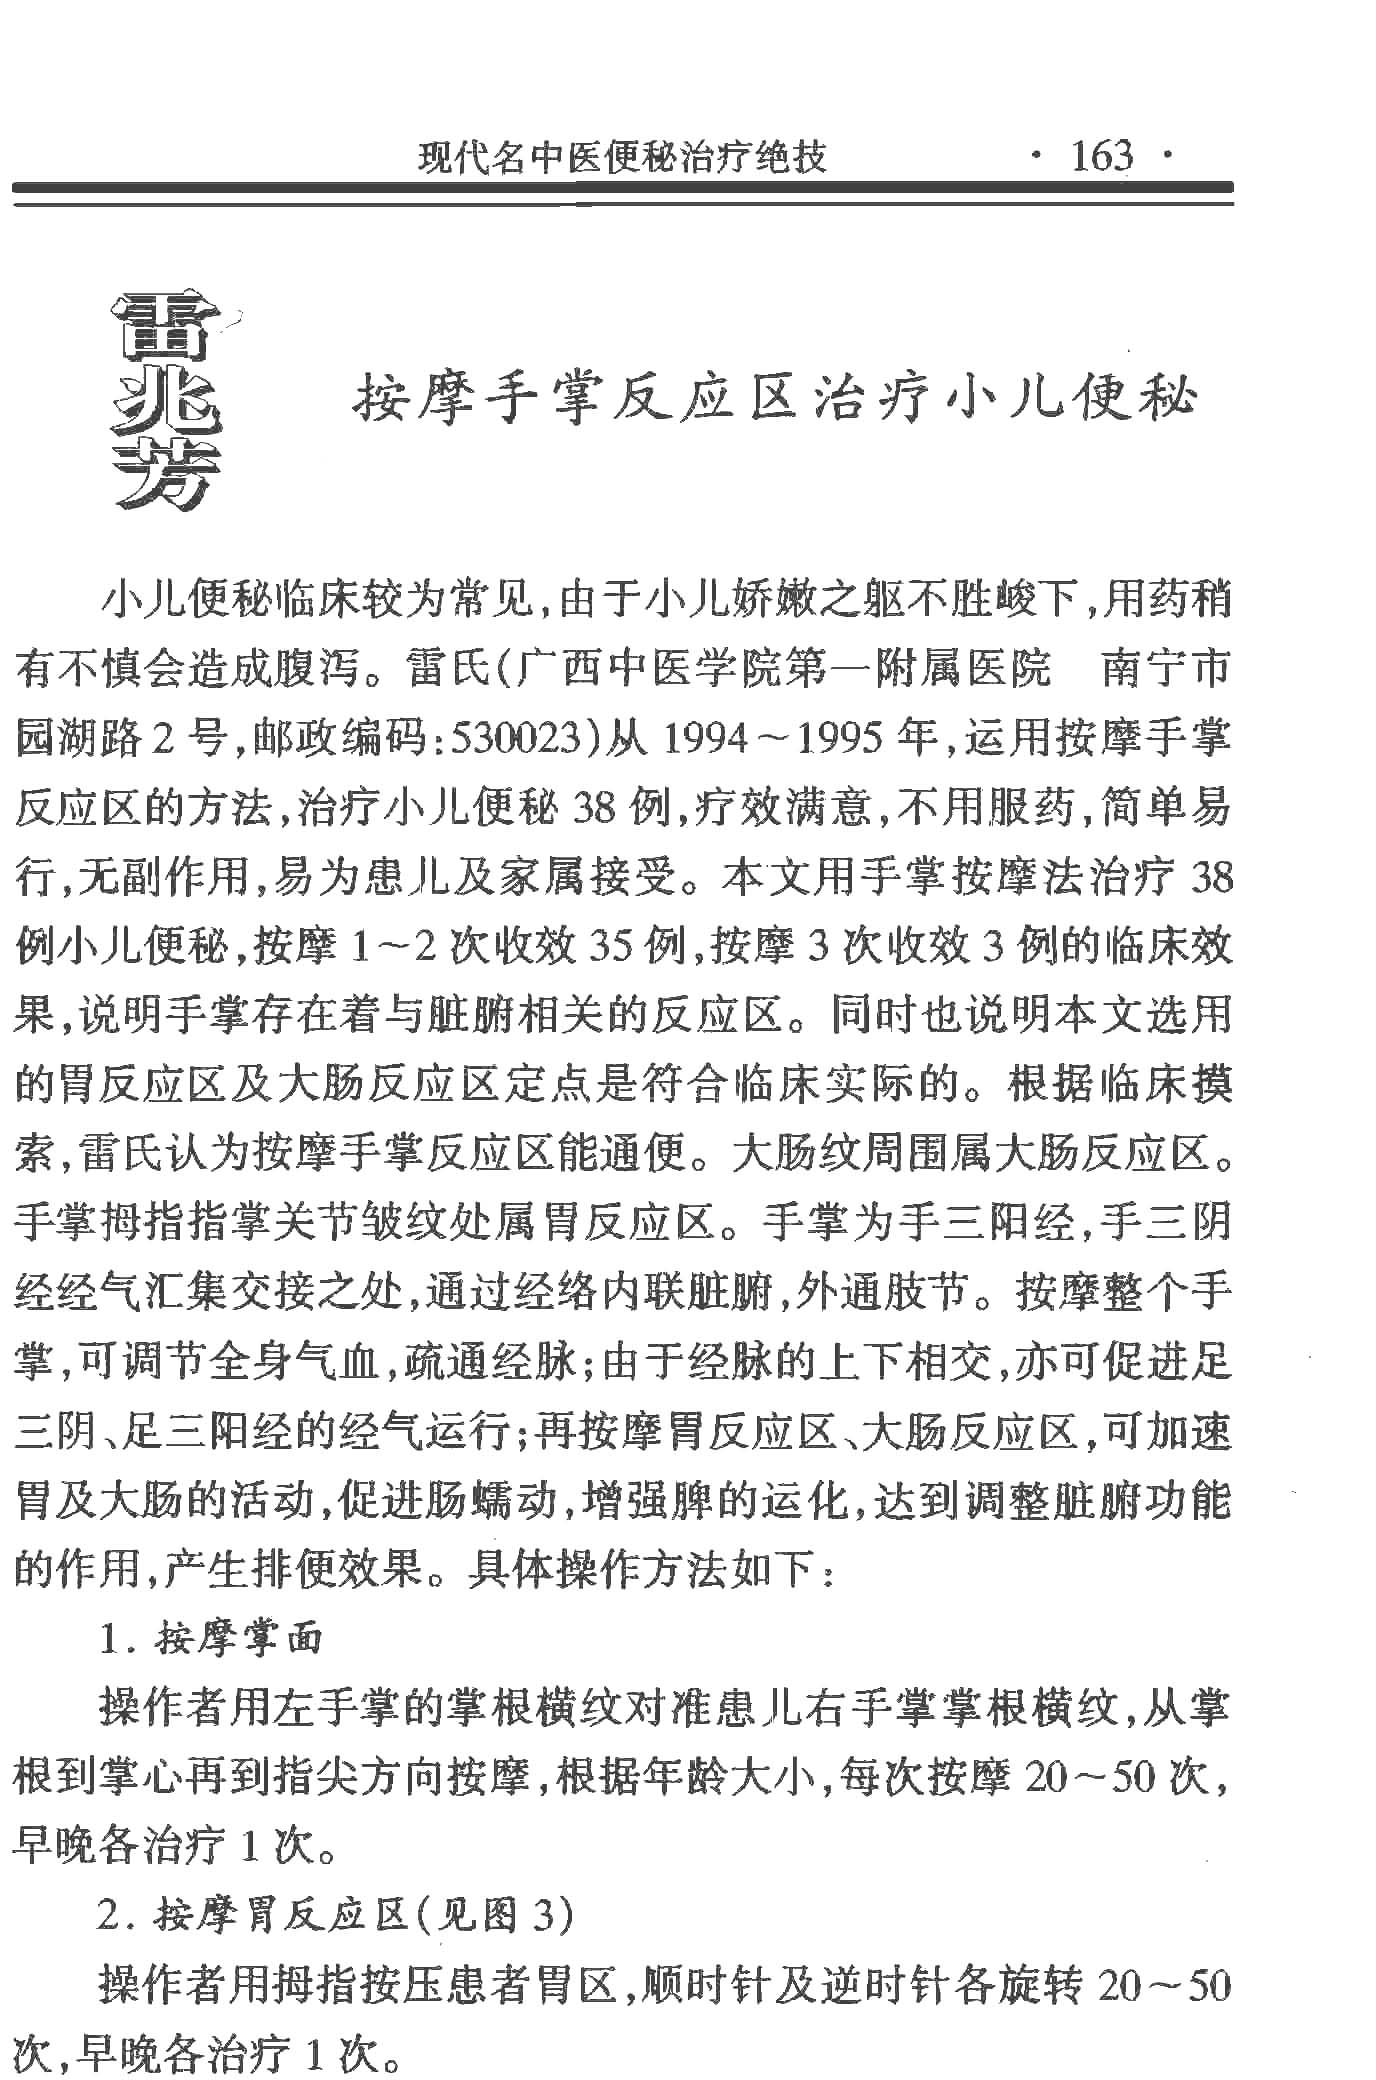 现代名中医便秘治疗绝技 · 163 ·
雷兆芳
按摩手掌反应区治疗小儿便秘
小儿便秘临床较为常见,由于小儿娇嫩之躯不胜峻下,用药稍
有不慎会造成腹泻。雷氏(广西中医学院第一附属医院 南宁市
园湖路2号,邮政编码:530023)从1994～1995年,运用按摩手掌
反应区的方法,治疗小儿便秘38例,疗效满意,不用服药,简单易
行,无副作用,易为患儿及家属接受。本文用手掌按摩法治疗38
例小儿便秘,按摩1～2次收效35例,按摩3次收效3例的临床效
果,说明手掌存在着与脏腑相关的反应区。同时也说明本文选用
的胃反应区及大肠反应区定点是符合临床实际的。根据临床摸
索,雷氏认为按摩手掌反应区能通便。大肠纹周围属大肠反应区。
手掌拇指指掌关节皱纹处属胃反应区。手掌为手三阳经,手三阴
经经气汇集交接之处,通过经络内联脏腑,外通肢节。按摩整个手
掌,可调节全身气血,疏通经脉;由于经脉的上下相交,亦可促进足
三阴、足三阳经的经气运行;再按摩胃反应区、大肠反应区,可加速
胃及大肠的活动,促进肠蠕动,增强脾的运化,达到调整脏腑功能
的作用,产生排便效果。具体操作方法如下:
1. 按摩掌面
操作者用左手掌的掌根横纹对准患儿右手掌掌根横纹,从掌
根到掌心再到指尖方向按摩,根据年龄大小,每次按摩20～50次,
早晚各治疗1次。
2. 按摩胃反应区(见图3)
操作者用拇指按压患者胃区,顺时针及逆时针各旋转20～50
次,早晚各治疗1次。